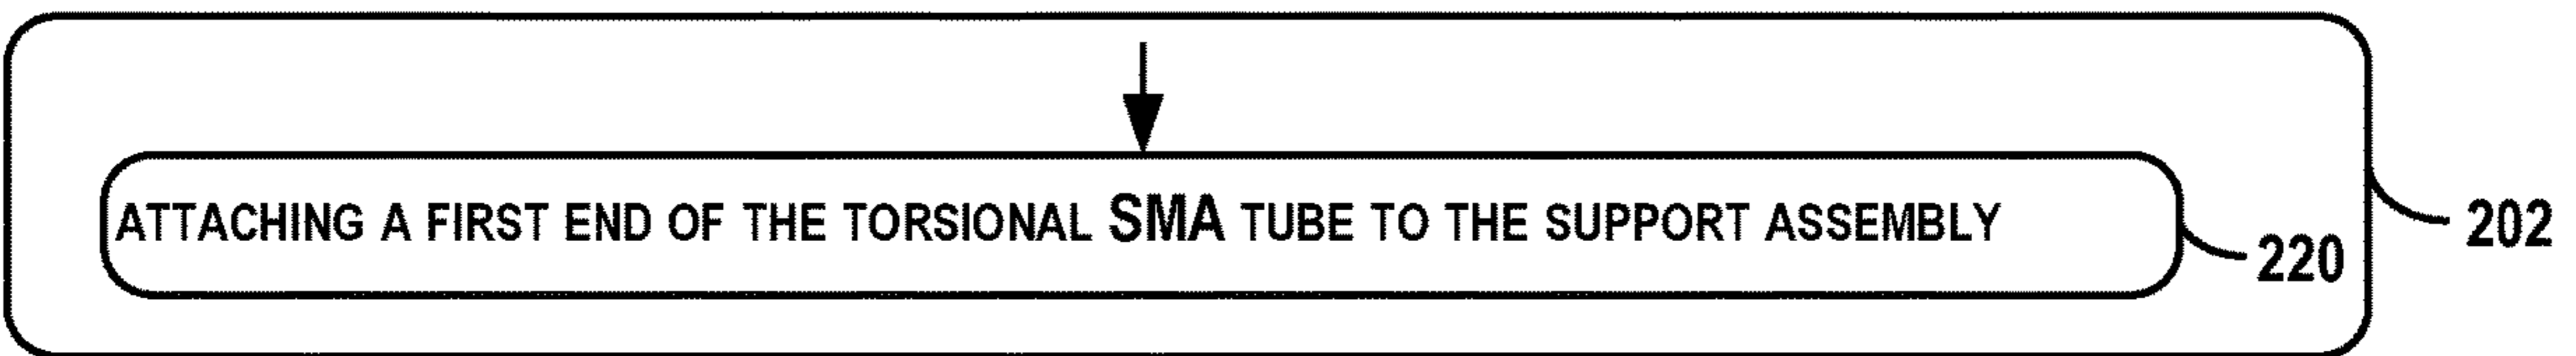 ATTACHING A FIRST END OF THE TORSIONAL SMA TUBE TO THE SUPPORT ASSEMBLY
220
202